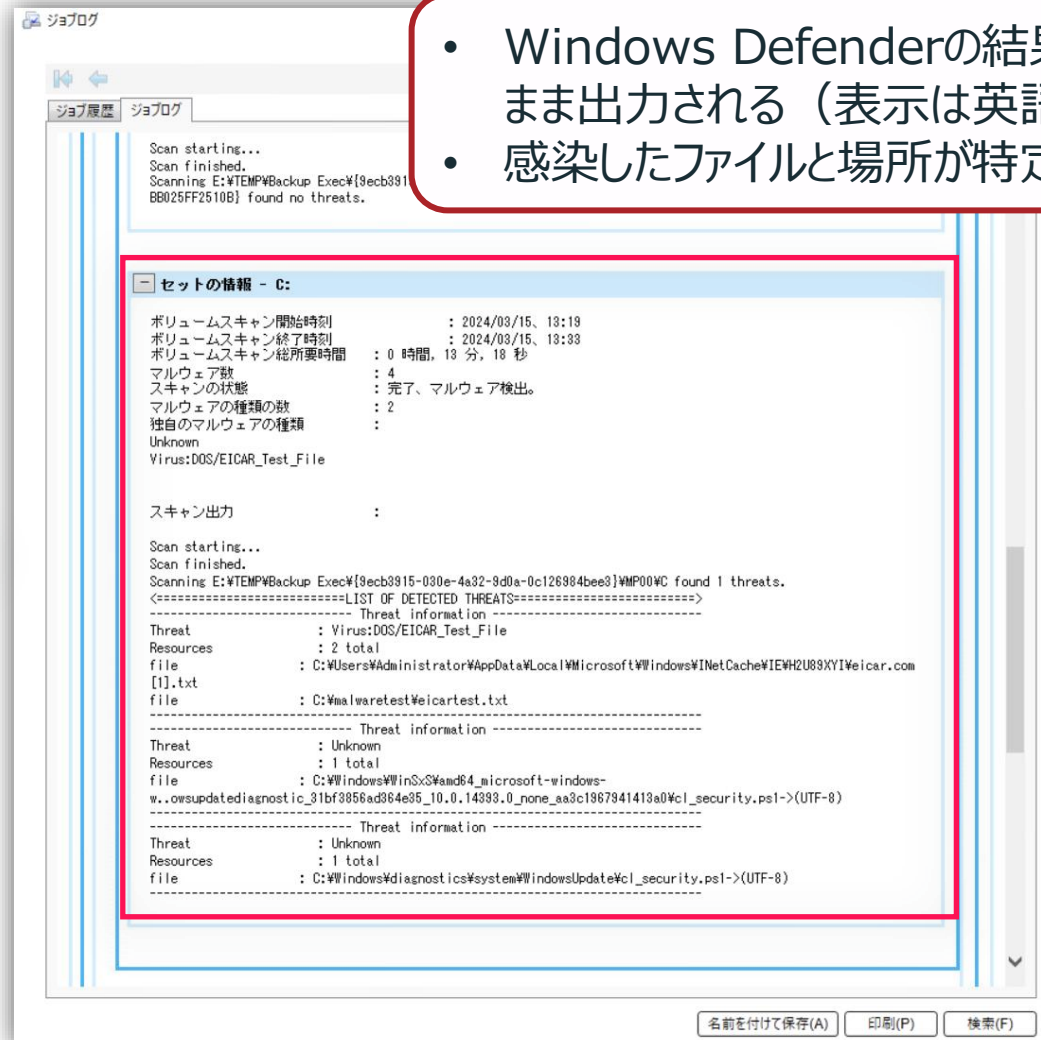 ジョブログ
• Windows Defenderの結
まま出力される（表示は英
• 感染したファイルと場所が特
ジョブ履歴 ジョブログ
Scan starting...
Scan finished.
Scanning E:¥TEMP¥Backup Exec¥{9ecb391
BB025FF2510B} found no threats.
セットの情報 - C:
ボリュームスキャン開始時刻 : 2024/03/15、13:19
ボリュームスキャン終了時刻 : 2024/03/15、13:33
ボリュームスキャン総所要時間 : 0 時間, 13 分, 18 秒
マルウェア数 : 4
スキャンの状態 : 完了、マルウェア検出。
マルウェアの種類の数 : 2
独自のマルウェアの種類 :
Unknown
Virus:DOS/EICAR_Test_File
スキャン出力 :
Scan starting...
Scan finished.
Scanning E:¥TEMP¥Backup Exec¥{9ecb3915-030e-4a32-9d0a-0c126984bee3}¥MP00¥C found 1 threats.
<===========================LIST OF DETECTED THREATS==========================>
---------------------------- Threat information ------------------------------
Threat : Virus:DOS/EICAR_Test_File
Resources : 2 total
file : C:¥Users¥Administrator¥AppData¥Local¥Microsoft¥Windows¥INetCache¥IE¥H2U89XYI¥eicar.com
[1].txt
file : C:¥malwaretest¥eicartest.txt
------------------------------------------------------------------------------
---------------------------- Threat information ------------------------------
Threat : Unknown
Resources : 1 total
file : C:¥Windows¥WinSxS¥amd64_microsoft-windows-
w..owsupdatediagnostic_31bf3856ad364e35_10.0.14393.0_none_aa3c1967941413a0¥cl_security.ps1->(UTF-8)
------------------------------------------------------------------------------
---------------------------- Threat information ------------------------------
Threat : Unknown
Resources : 1 total
file : C:¥Windows¥diagnostics¥system¥WindowsUpdate¥cl_security.ps1->(UTF-8)
------------------------------------------------------------------------------
名前を付けて保存(A) 印刷(P) 検索(F)